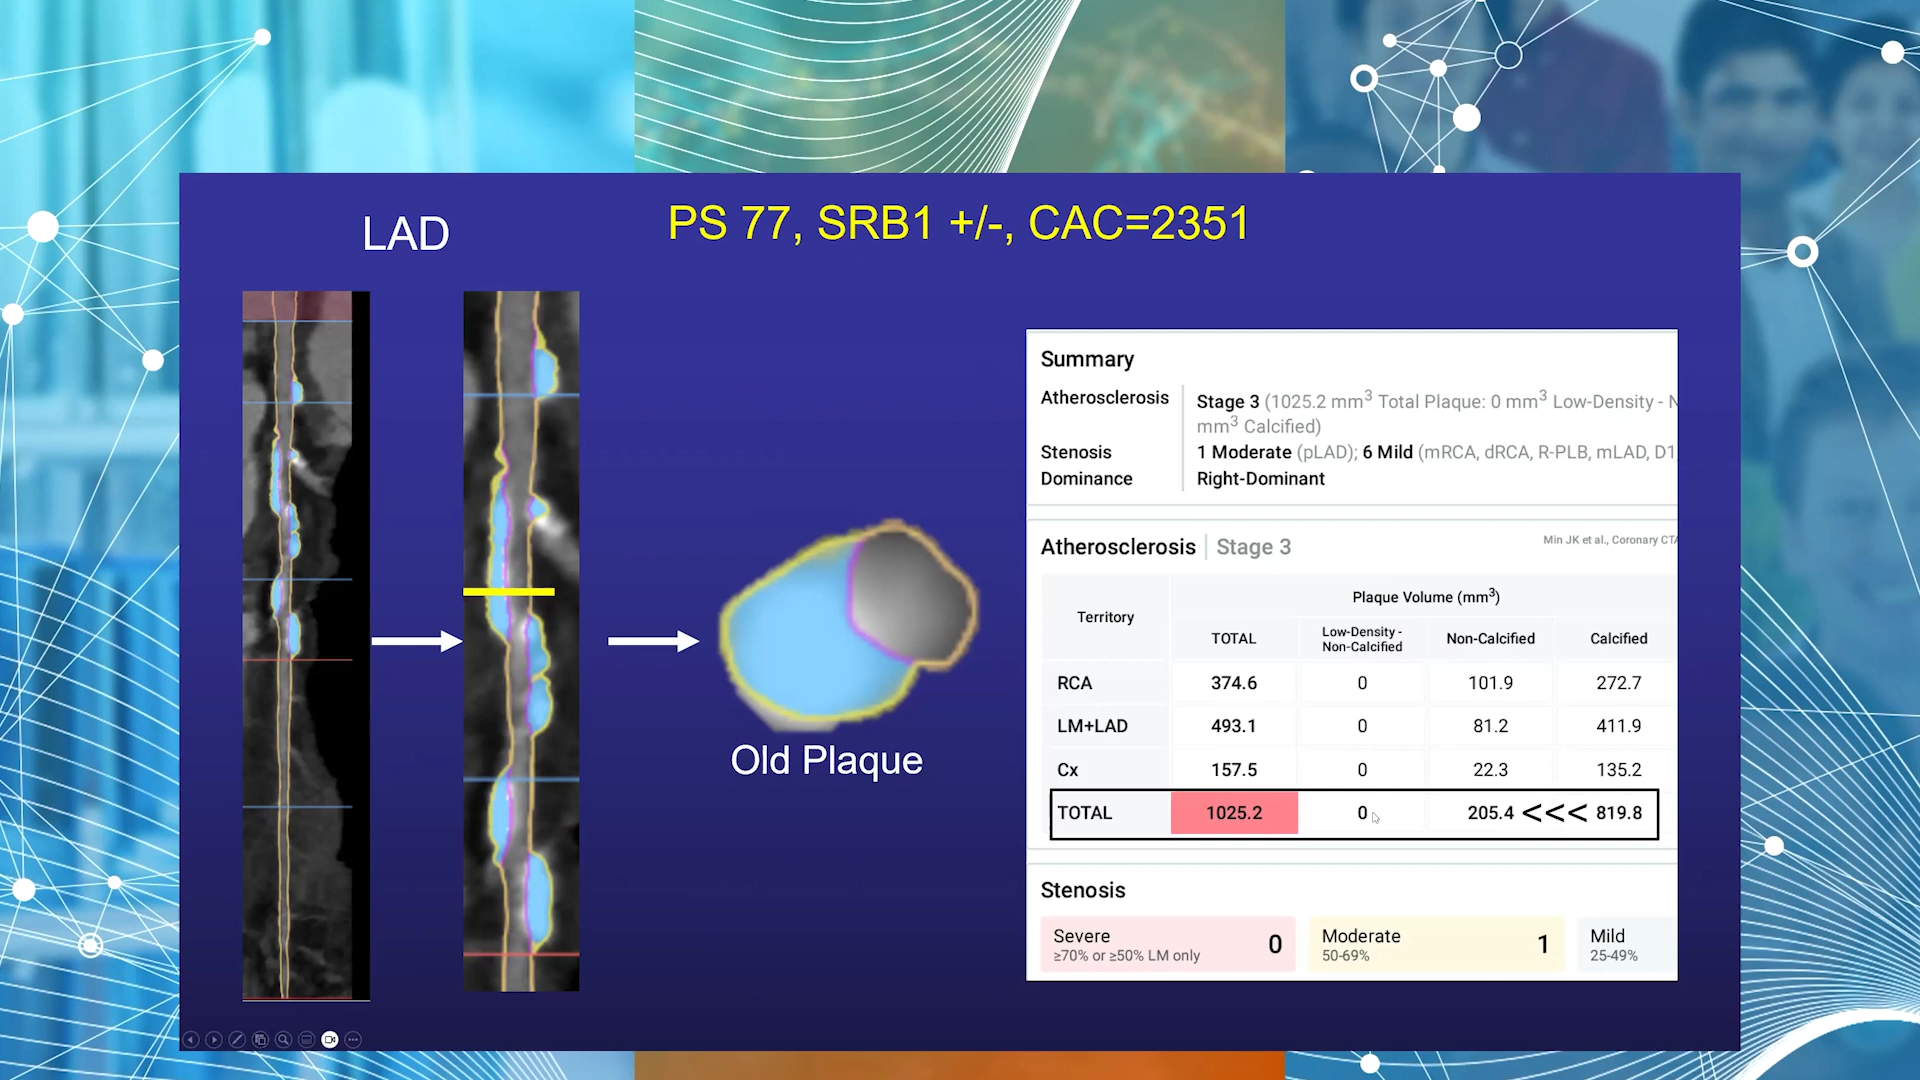 LAD
PS 77, SRB1 +/-, CAC=2351
Old Plaque
Summary
Atherosclerosis
Stage 3 (1025.2 mm³ Total Plaque: 0 mm³ Low-Density - N
mm³ Calcified)
Stenosis
1 Moderate (pLAD); 6 Mild (mRCA, dRCA, R-PLB, mLAD, D1
Dominance
Right-Dominant
Atherosclerosis | Stage 3
Min JK et al., Coronary CTA
Territory
Plaque Volume (mm³)
TOTAL
Low-Density -
Non-Calcified
Non-Calcified
Calcified
RCA 374.6 0 101.9 272.7
LM+LAD 493.1 0 81.2 411.9
Cx 157.5 0 22.3 135.2
TOTAL 1025.2 0 205.4 <<< 819.8
Stenosis
Severe
≥70% or ≥50% LM only
0
Moderate
50-69%
1
Mild
25-49%